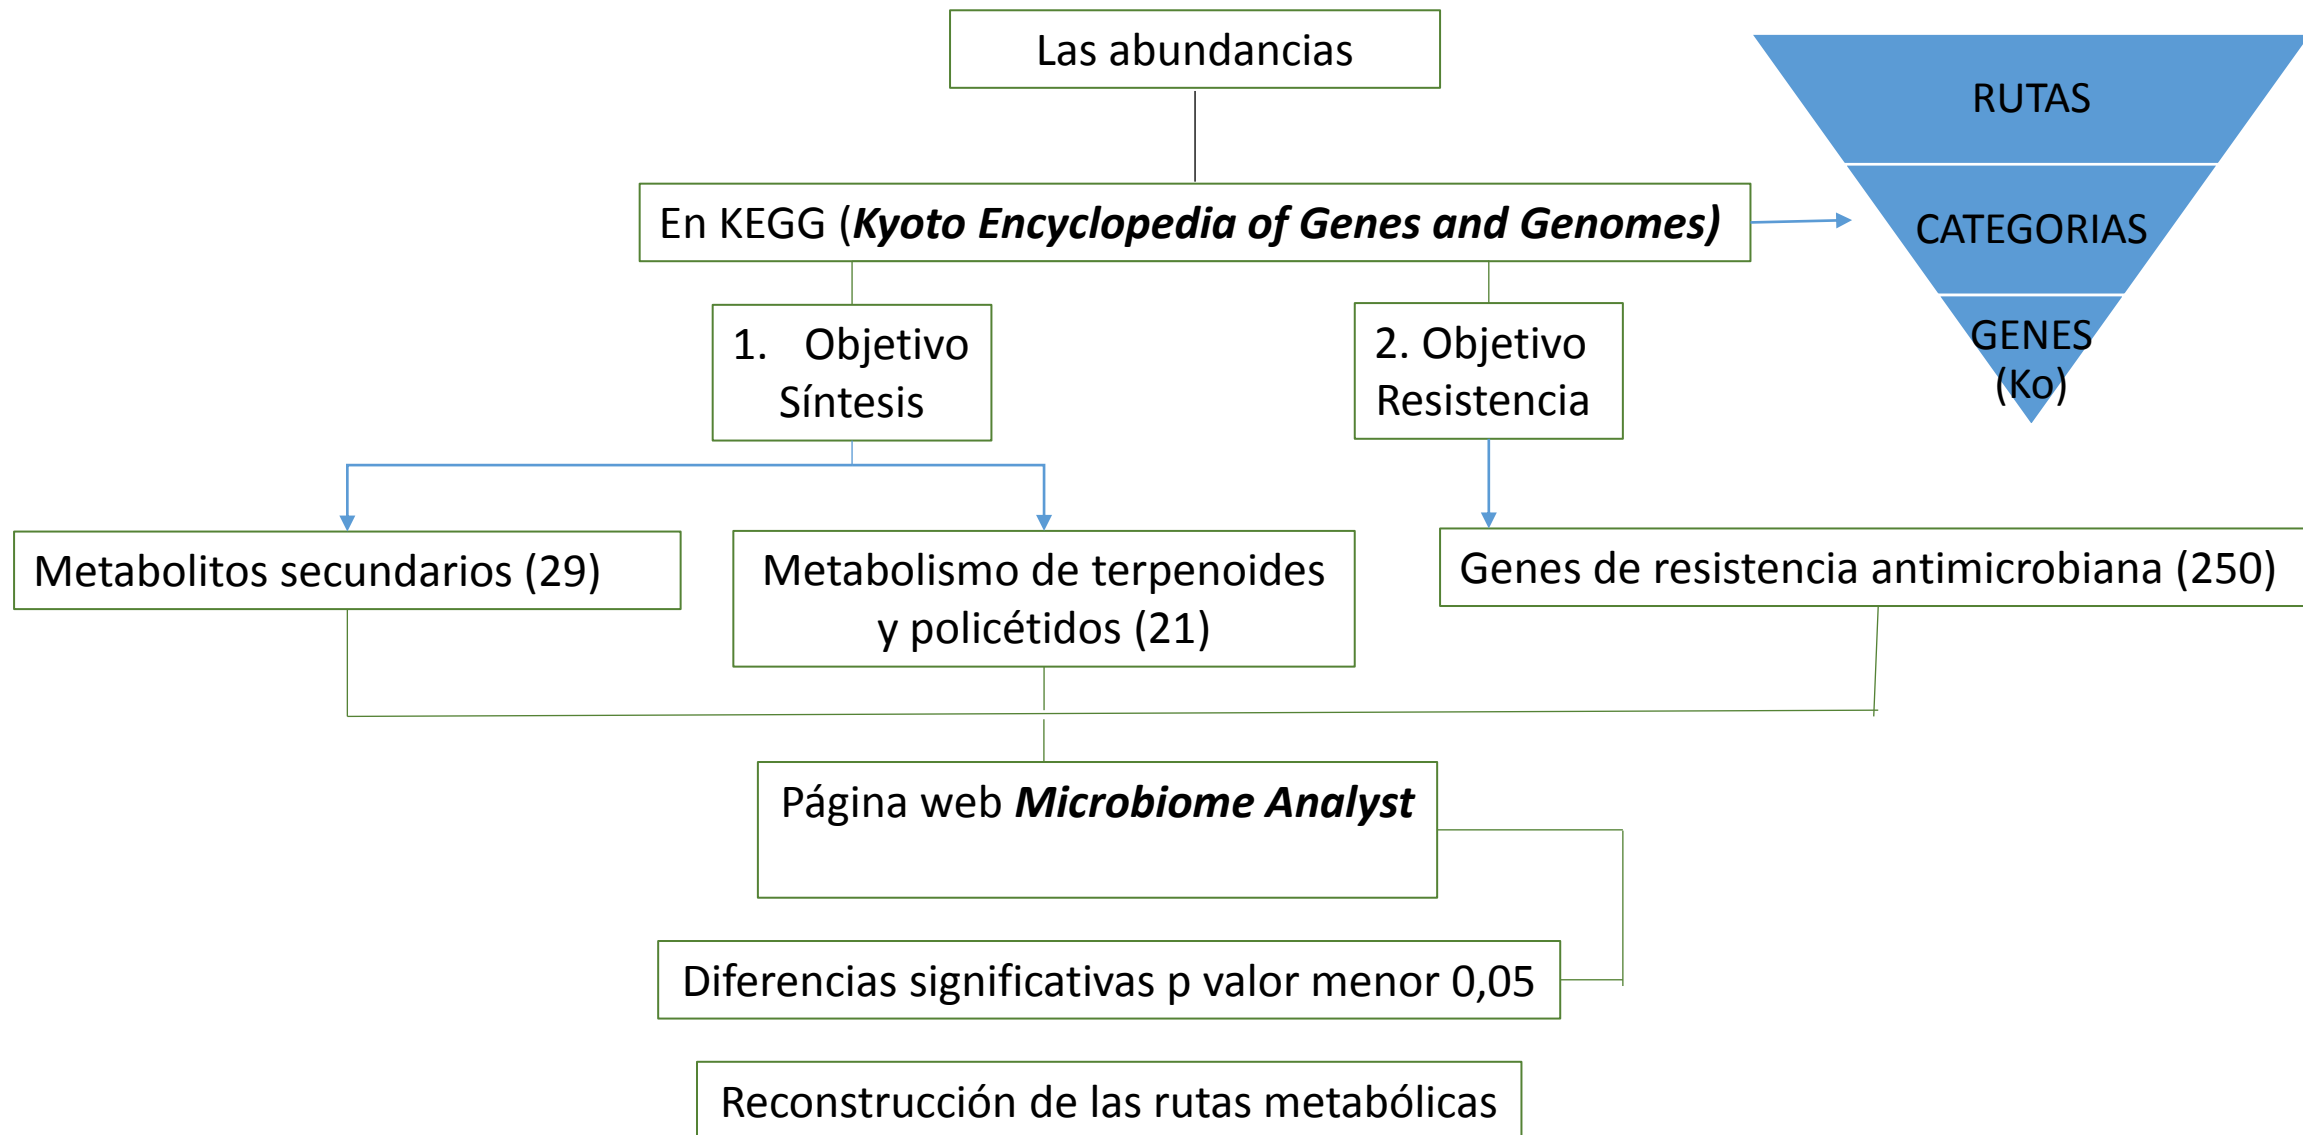 Las abundancias
RUTAS
En KEGG (Kyoto Encyclopedia of Genes and Genomes)
CATEGORIAS
1. Objetivo
Síntesis
2. Objetivo
Resistencia
GENES
(Ko)
Metabolitos secundarios (29)
Metabolismo de terpenoides
y policétidos (21)
Genes de resistencia antimicrobiana (250)
Página web Microbiome Analyst
Diferencias significativas p valor menor 0,05
Reconstrucción de las rutas metabólicas